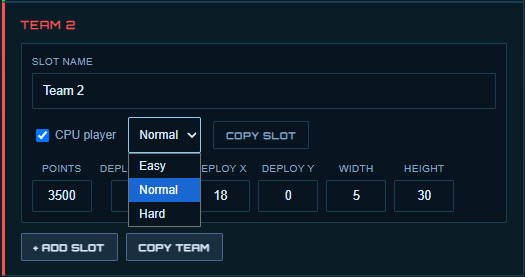 TEAM 2
SLOT NAME
Team 2
CPU player Normal COPY SLOT
Easy
Normal
Hard
POINTS DEPL EPLOY X DEPLOY Y WIDTH HEIGHT
3500 18 0 5 30
+ ADD SLOT COPY TEAM